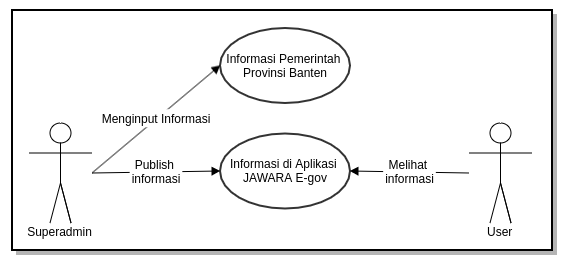 Informasi Pemerintah
Provinsi Banten
Menginput Informasi
Publish
informasi
Informasi di Aplikasi
JAWARA E-gov
Melihat
informasi
Superadmin
User